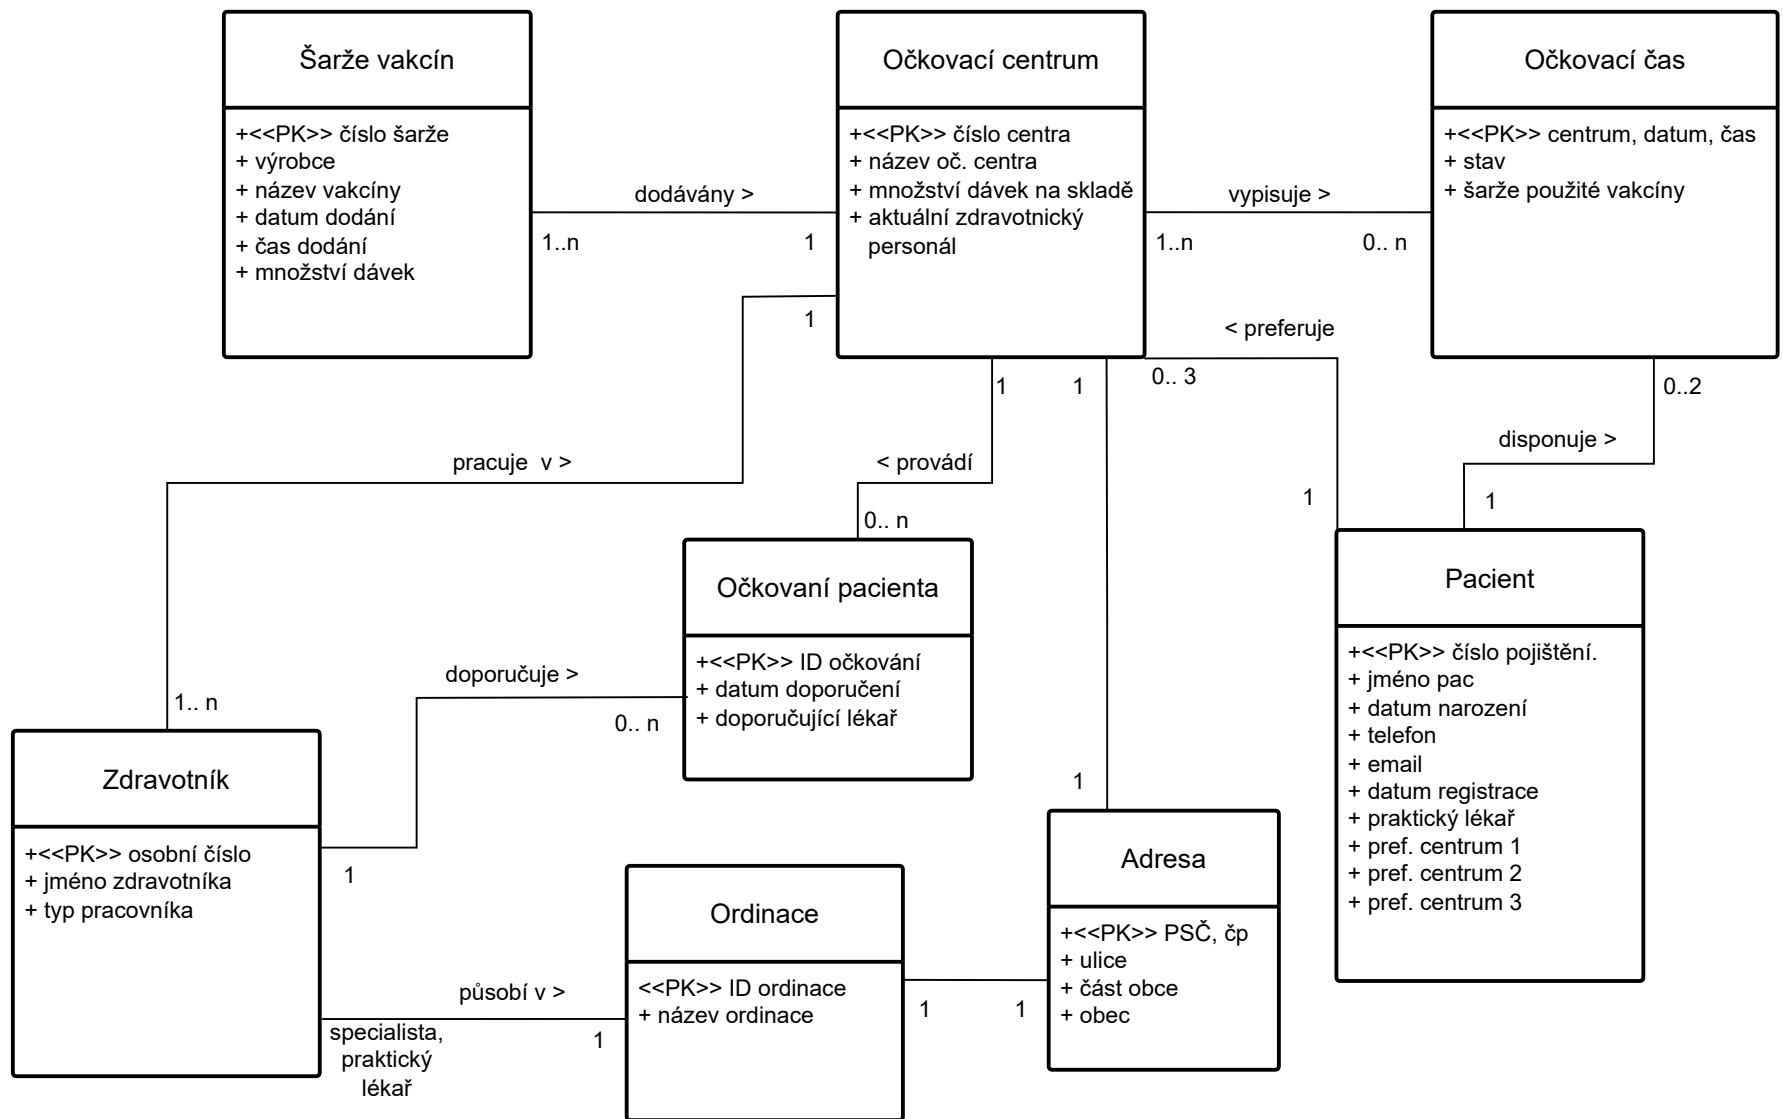 Šarže vakcín
+<<PK>> číslo šarže
+ výrobce
+ název vakcíny
+ datum dodání
+ čas dodání
+ množství dávek
dodávány >
1..n
1
Očkovací centrum
+<<PK>> číslo centra
+ název oč. centra
+ množství dávek na skladě
+ aktuální zdravotnický
personál
vypisuje >
1..n
0.. n
Očkovací čas
+<<PK>> centrum, datum, čas
+ stav
+ šarže použité vakcíny
1
< preferuje
0.. 3
1
1
1
0..2
disponuje >
1
pracuje  v >
1.. n
< provádí
0.. n
Očkovaní pacienta
+<<PK>> ID očkování
+ datum doporučení
+ doporučující lékař
doporučuje >
0.. n
1
Pacient
+<<PK>> číslo pojištění.
+ jméno pac
+ datum narození
+ telefon
+ email
+ datum registrace
+ praktický lékař
+ pref. centrum 1
+ pref. centrum 2
+ pref. centrum 3
Zdravotník
+<<PK>> osobní číslo
+ jméno zdravotníka
+ typ pracovníka
působí v >
specialista,
praktický
lékař
1
Ordinace
<<PK>> ID ordinace
+ název ordinace
1
1
1
Adresa
+<<PK>> PSČ, čp
+ ulice
+ část obce
+ obec